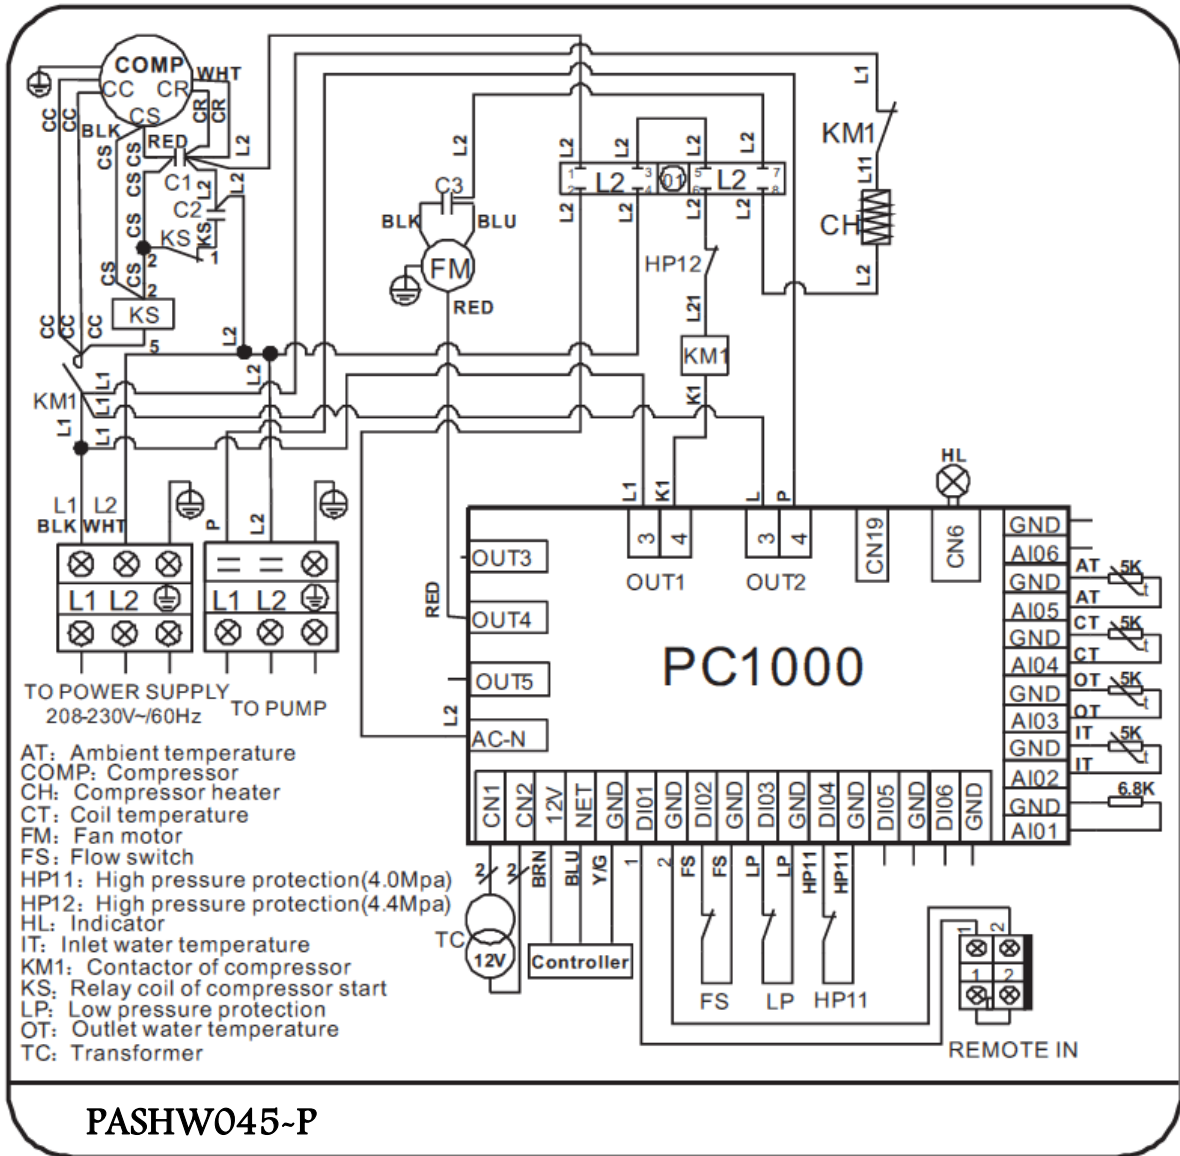 COMP
WHT
CC
CR
CS
CC
CC
BLK
CS
RED
CS
CR
CR
L2
L2
C1
L2
C2
CS
CS
KS
KS
1
2
CS
CS
2
KS
5
CC
CC
CC
L2
L2
KM1
L1
L1
L1
L1
L1
L2
BLK
WHT
P
L2
L1
L2
L1
L2
TO POWER SUPPLY
208-230V~/60Hz
TO PUMP
L2
C3
BLK
BLU
FM
RED
RED
L2
L2
L2
L2
L2
1
2
L2
3
4
01
5
6
L2
7
8
L2
L2
L2
L2
HP12
L21
KM1
K1
L1
KM1
L11
CH
L2
L1
K1
L
P
HL
3
4
3
4
CN19
CN6
OUT1
OUT2
OUT3
OUT4
OUT5
AC-N
PC1000
GND
AI06
GND
AI05
GND
AI04
GND
AI03
GND
AI02
GND
AI01
AT
5K
t
AT
CT
5K
t
CT
OT
5K
t
OT
IT
5K
t
IT
6.8K
CN1
CN2
12V
NET
GND
DI01
GND
DI02
GND
DI03
GND
DI04
GND
DI05
GND
DI06
GND
2
2
BRN
BLU
Y/G
1
2
FS
FS
LP
LP
HP11
HP11
TC
12V
Controller
FS
LP
HP11
1
2
1
2
REMOTE IN
AT: Ambient temperature
COMP: Compressor
CH: Compressor heater
CT: Coil temperature
FM: Fan motor
FS: Flow switch
HP11: High pressure protection(4.0Mpa)
HP12: High pressure protection(4.4Mpa)
HL: Indicator
IT: Inlet water temperature
KM1: Contactor of compressor
KS: Relay coil of compressor start
LP: Low pressure protection
OT: Outlet water temperature
TC: Transformer
PASHW045-P